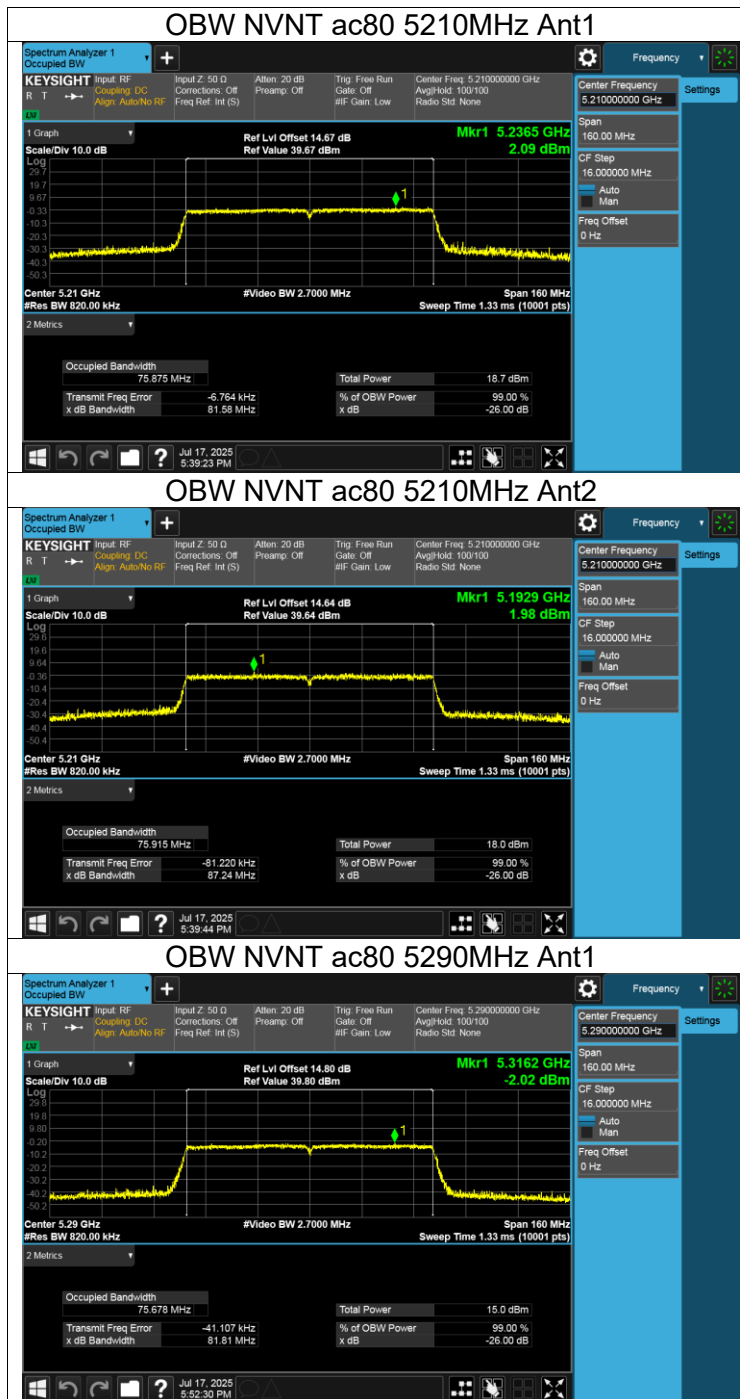 OBW NVNT ac80 5210MHz Ant1
Spectrum Analyzer 1
Occupied BW
Frequency
KEYSIGHT Input: RF Input Z: 50 Ω Atten: 20 dB Trig: Free Run Center Freq: 5.210000000 GHz
R T Coupling: DC Corrections: Off Preamp: Off Gate: Off Avg|Hold: 100/100
Align: Auto/No RF Freq Ref: Int (S) #IF Gain: Low Radio Std: None
LXI
Center Frequency
5.210000000 GHz
Settings
Span
160.00 MHz
CF Step
16.000000 MHz
Auto
Man
Freq Offset
0 Hz
1 Graph
Ref Lvl Offset 14.67 dB
Mkr1 5.2365 GHz
Scale/Div 10.0 dB
Ref Value 39.67 dBm
2.09 dBm
Log
29.7
19.7
9.67
-0.33
-10.3
-20.3
-30.3
-40.3
-50.3
1
Center 5.21 GHz #Video BW 2.7000 MHz Span 160 MHz
#Res BW 820.00 kHz Sweep Time 1.33 ms (10001 pts)
2 Metrics
Occupied Bandwidth
75.875 MHz Total Power 18.7 dBm
Transmit Freq Error -6.764 kHz % of OBW Power 99.00 %
x dB Bandwidth 81.58 MHz x dB -26.00 dB
? Jul 17, 2025
5:39:23 PM
OBW NVNT ac80 5210MHz Ant2
Spectrum Analyzer 1
Occupied BW
Frequency
KEYSIGHT Input: RF Input Z: 50 Ω Atten: 20 dB Trig: Free Run Center Freq: 5.210000000 GHz
R T Coupling: DC Corrections: Off Preamp: Off Gate: Off Avg|Hold: 100/100
Align: Auto/No RF Freq Ref: Int (S) #IF Gain: Low Radio Std: None
LXI
Center Frequency
5.210000000 GHz
Settings
Span
160.00 MHz
CF Step
16.000000 MHz
Auto
Man
Freq Offset
0 Hz
1 Graph
Ref Lvl Offset 14.64 dB
Mkr1 5.1929 GHz
Scale/Div 10.0 dB
Ref Value 39.64 dBm
1.98 dBm
Log
29.6
19.6
9.64
-0.36
-10.4
-20.4
-30.4
-40.4
-50.4
1
Center 5.21 GHz #Video BW 2.7000 MHz Span 160 MHz
#Res BW 820.00 kHz Sweep Time 1.33 ms (10001 pts)
2 Metrics
Occupied Bandwidth
75.915 MHz Total Power 18.0 dBm
Transmit Freq Error -81.220 kHz % of OBW Power 99.00 %
x dB Bandwidth 87.24 MHz x dB -26.00 dB
? Jul 17, 2025
5:39:44 PM
OBW NVNT ac80 5290MHz Ant1
Spectrum Analyzer 1
Occupied BW
Frequency
KEYSIGHT Input: RF Input Z: 50 Ω Atten: 20 dB Trig: Free Run Center Freq: 5.290000000 GHz
R T Coupling: DC Corrections: Off Preamp: Off Gate: Off Avg|Hold: 100/100
Align: Auto/No RF Freq Ref: Int (S) #IF Gain: Low Radio Std: None
LXI
Center Frequency
5.290000000 GHz
Settings
Span
160.00 MHz
CF Step
16.000000 MHz
Auto
Man
Freq Offset
0 Hz
1 Graph
Ref Lvl Offset 14.80 dB
Mkr1 5.3162 GHz
Scale/Div 10.0 dB
Ref Value 39.80 dBm
-2.02 dBm
Log
29.8
19.8
9.80
-0.20
-10.2
-20.2
-30.2
-40.2
-50.2
1
Center 5.29 GHz #Video BW 2.7000 MHz Span 160 MHz
#Res BW 820.00 kHz Sweep Time 1.33 ms (10001 pts)
2 Metrics
Occupied Bandwidth
75.678 MHz Total Power 15.0 dBm
Transmit Freq Error -41.107 kHz % of OBW Power 99.00 %
x dB Bandwidth 81.81 MHz x dB -26.00 dB
? Jul 17, 2025
5:52:30 PM